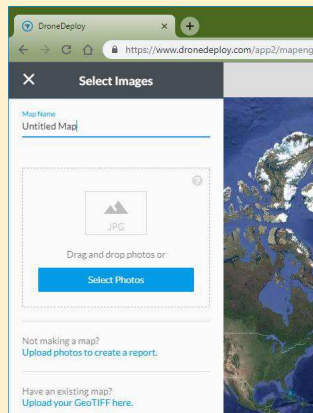 DroneDeploy
https://www.dronedeploy.com/app2/mapeng
Select Images
Map Name
Untitled Map
JPG
Drag and drop photos or
Select Photos
Not making a map?
Upload photos to create a report.
Have an existing map?
Upload your GeoTIFF here.